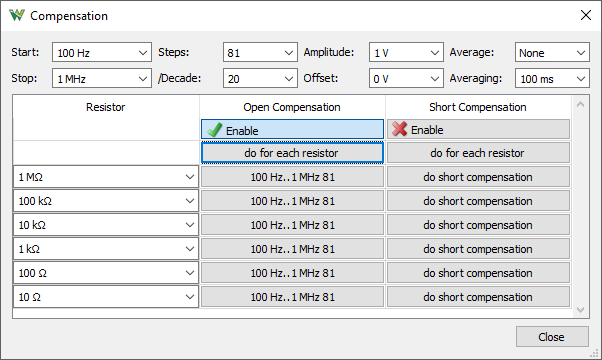 Compensation
Start: 100 Hz Steps: 81 Amplitude: 1 V Average: None
Stop: 1 MHz /Decade: 20 Offset: 0 V Averaging: 100 ms
Resistor Open Compensation Short Compensation
Enable Enable
do for each resistor do for each resistor
1 MΩ 100 Hz..1 MHz 81 do short compensation
100 kΩ 100 Hz..1 MHz 81 do short compensation
10 kΩ 100 Hz..1 MHz 81 do short compensation
1 kΩ 100 Hz..1 MHz 81 do short compensation
100 Ω 100 Hz..1 MHz 81 do short compensation
10 Ω 100 Hz..1 MHz 81 do short compensation
Close